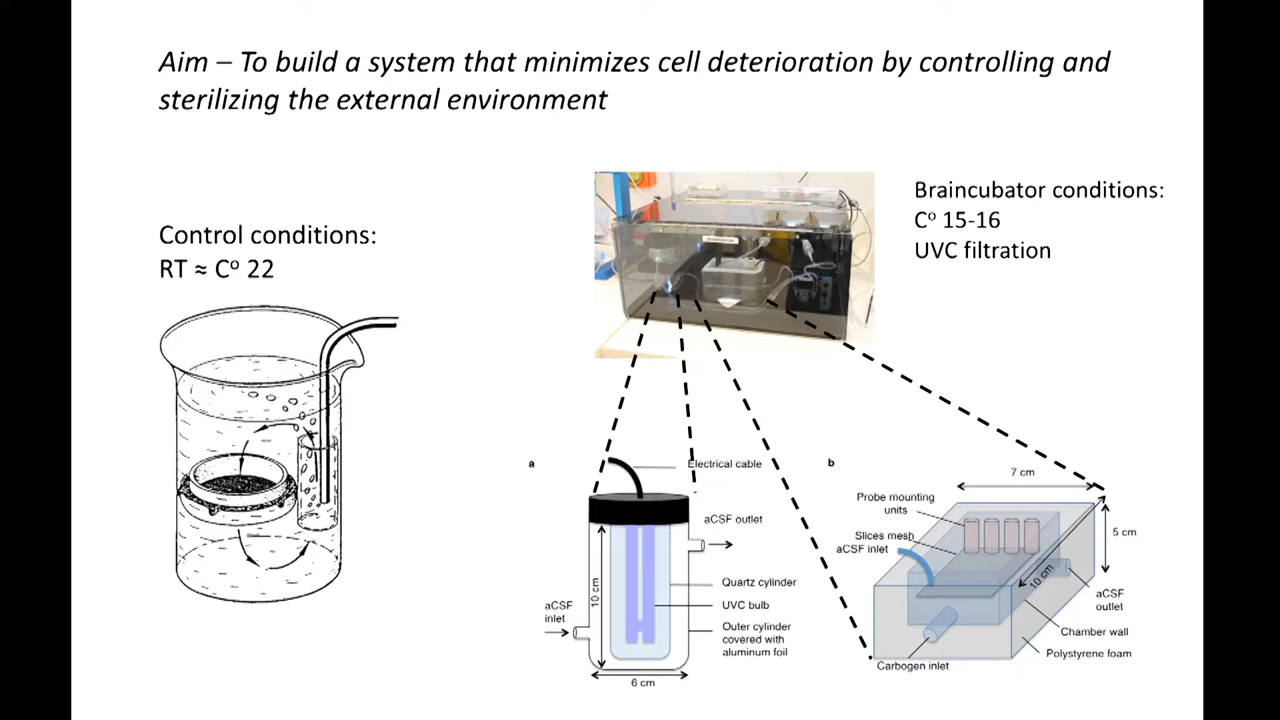 Aim – To build a system that minimizes cell deterioration by controlling and
sterilizing the external environment
Control conditions:
RT ≈ Cº 22
Braincubator conditions:
Cº 15-16
UVC filtration
a
Electrical cable
aCSF outlet
10 cm
Quartz cylinder
UVC bulb
aCSF
inlet
Outer cylinder
covered with
aluminum foil
6 cm
b
7 cm
Probe mounting
units
5 cm
Slices mesh
aCSF inlet
10 cm
aCSF
outlet
Chamber wall
Polystyrene foam
Carbogen inlet